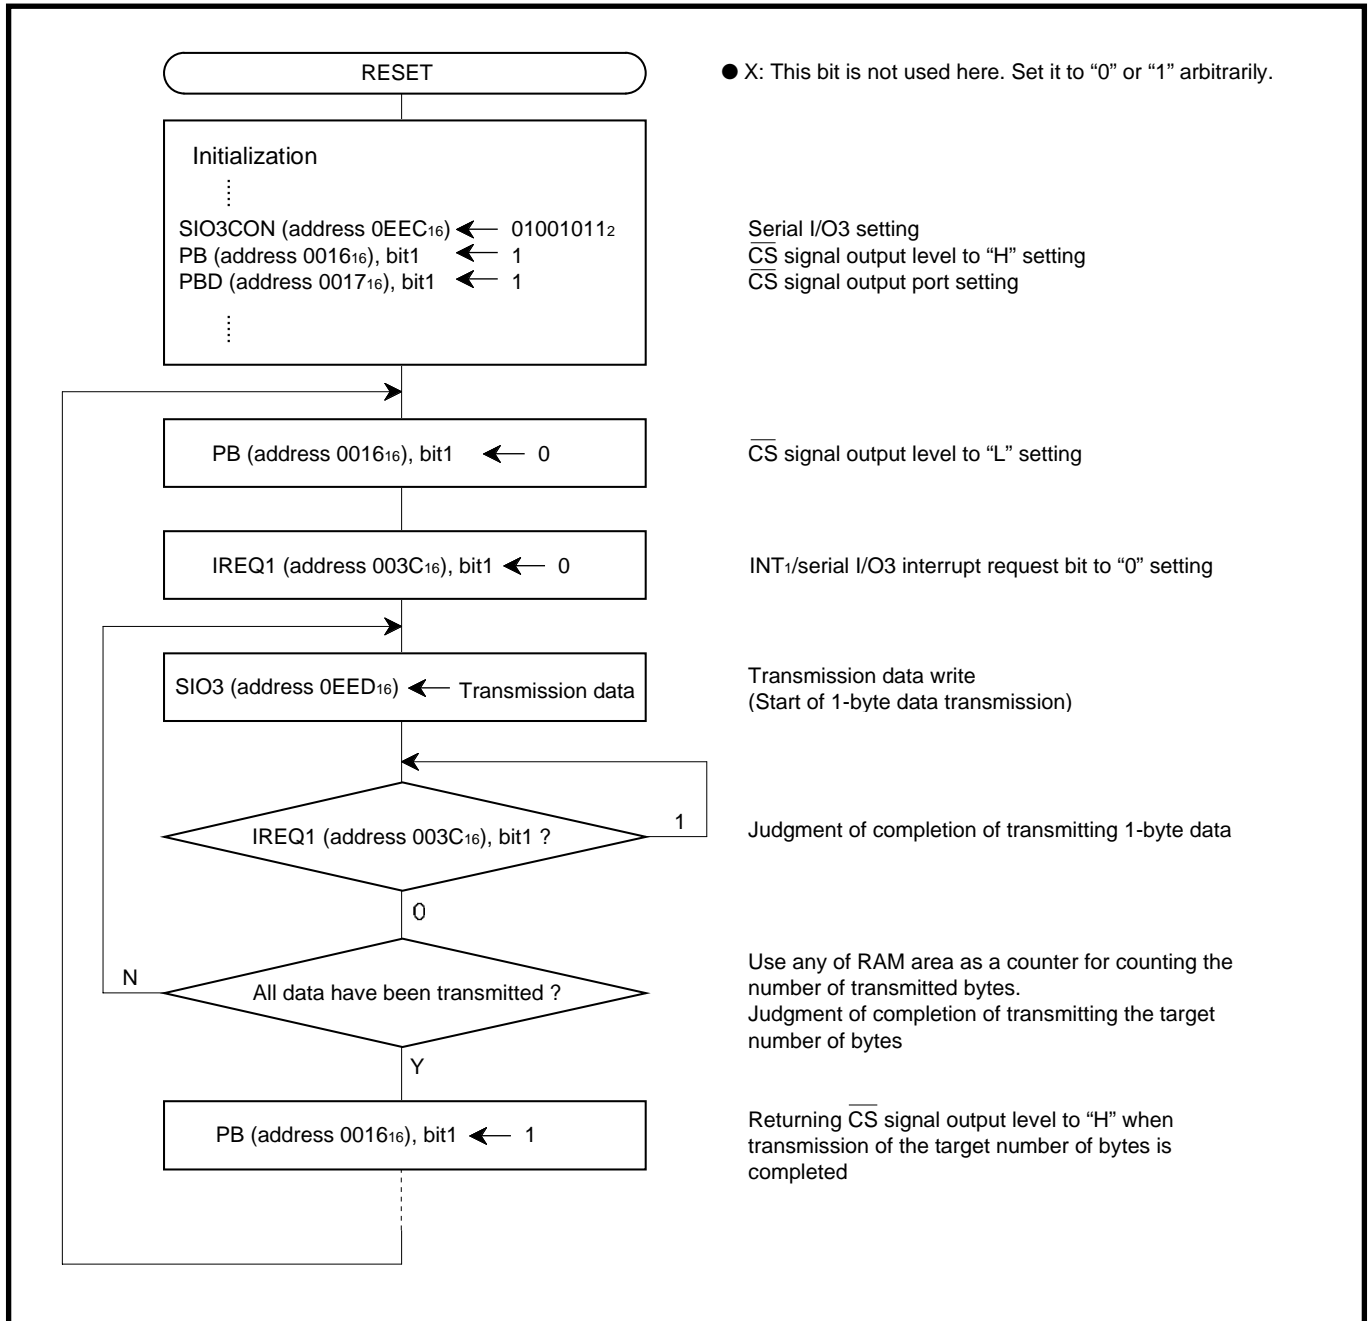 RESET
● X: This bit is not used here. Set it to “0” or “1” arbitrarily.
Initialization
SIO3CON (address 0EEC₁₆) ← 01001011₂
Serial I/O3 setting
PB (address 0016₁₆), bit1 ← 1
C̅S̅ signal output level to “H” setting
PBD (address 0017₁₆), bit1 ← 1
C̅S̅ signal output port setting
PB (address 0016₁₆), bit1 ← 0
C̅S̅ signal output level to “L” setting
IREQ1 (address 003C₁₆), bit1 ← 0
INT₁/serial I/O3 interrupt request bit to “0” setting
SIO3 (address 0EED₁₆) ← Transmission data
Transmission data write
(Start of 1-byte data transmission)
IREQ1 (address 003C₁₆), bit1 ?
1
Judgment of completion of transmitting 1-byte data
0
N
All data have been transmitted ?
Use any of RAM area as a counter for counting the
number of transmitted bytes.
Judgment of completion of transmitting the target
number of bytes
Y
PB (address 0016₁₆), bit1 ← 1
Returning C̅S̅ signal output level to “H” when
transmission of the target number of bytes is
completed